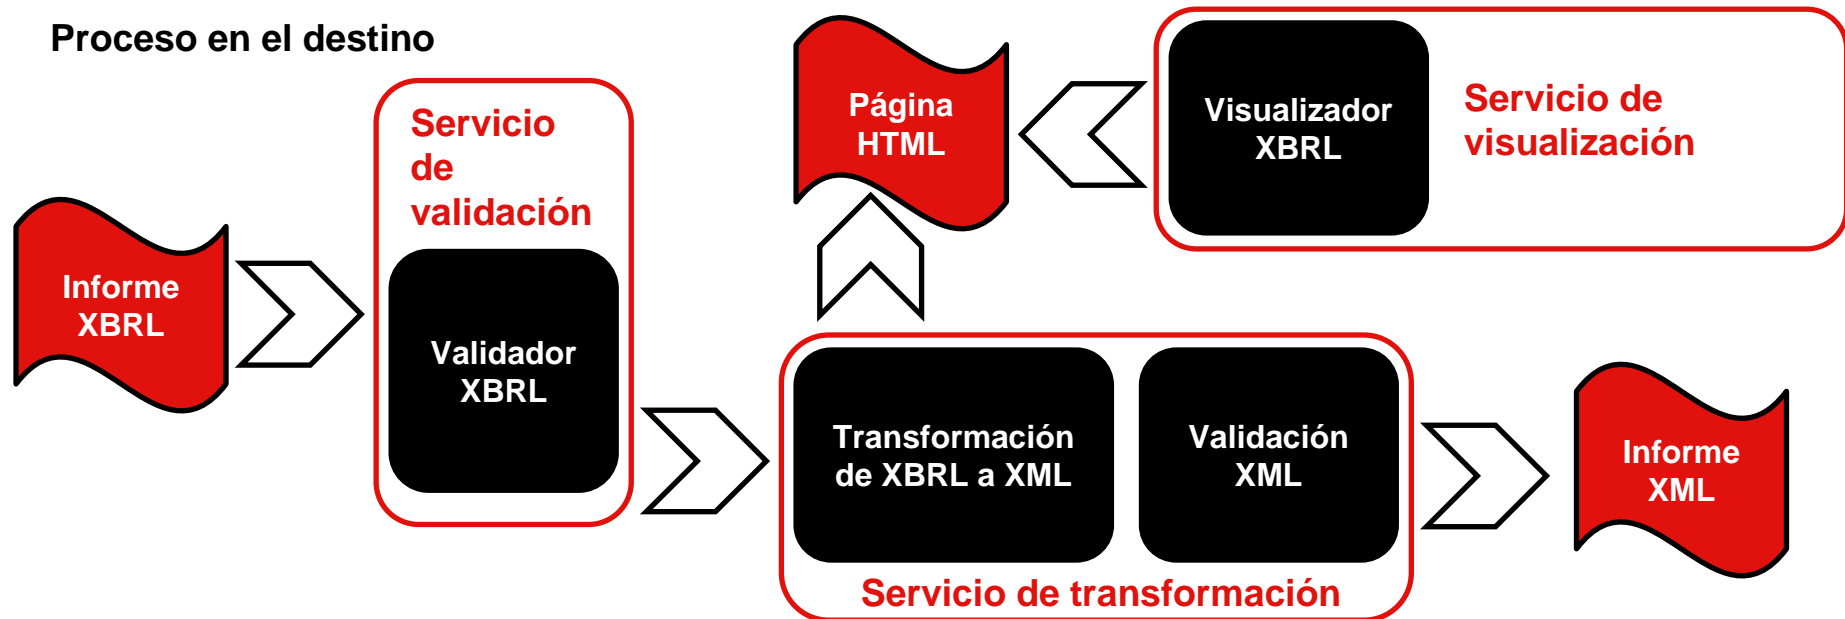 Proceso en el destino
Servicio
de
validación
Informe
XBRL
Validador
XBRL
Página
HTML
Visualizador
XBRL
Servicio de
visualización
Transformación
de XBRL a XML
Validación
XML
Servicio de transformación
Informe
XML